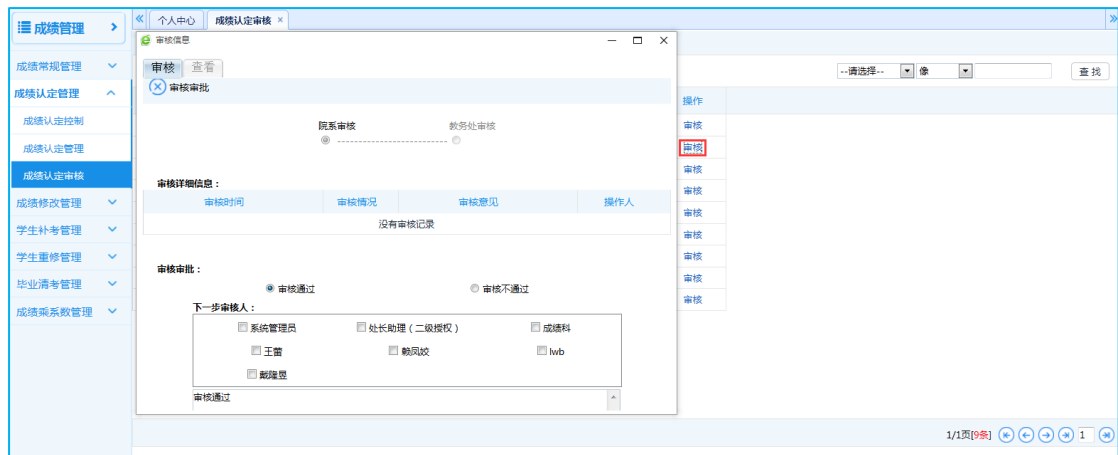 成绩管理
个人中心
成绩认定审核
审核信息
审核
查看
审核审批
成绩常规管理
--请选择--
像
查找
成绩认定管理
操作
成绩认定控制
院系审核
教务处审核
审核
成绩认定管理
审核
成绩认定审核
审核
审核详细信息：
审核
成绩修改管理
审核时间
审核情况
审核意见
操作人
审核
没有审核记录
学生补考管理
审核
学生重修管理
审核
审核审批：
毕业清考管理
审核
审核通过
审核不通过
审核
成绩乘系数管理
下一步审核人：
系统管理员
处长助理（二级授权）
成绩科
王蕾
赖凤姣
lwb
戴隆昱
审核通过
1/1页[9条]
1